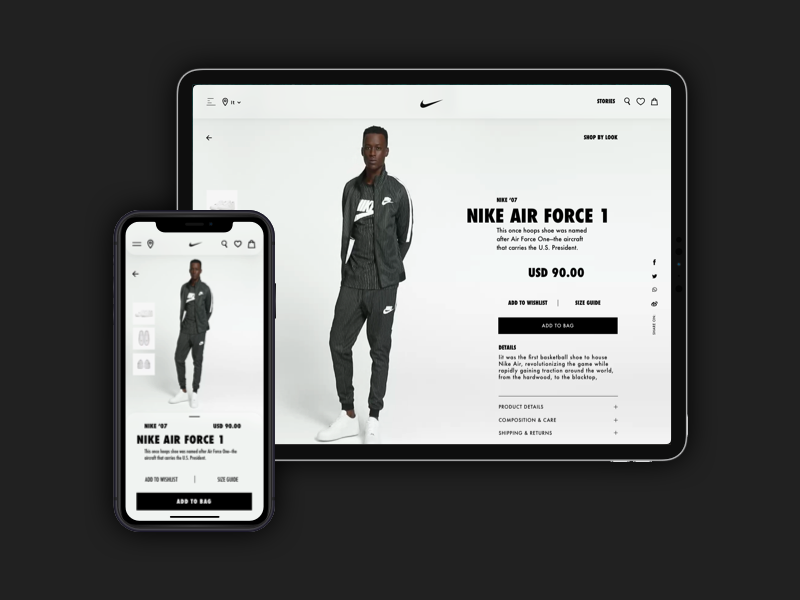 It
STORIES
SHOP BY LOOK
NIKE '07
NIKE AIR FORCE 1
This once hoops shoe was named
after Air Force One—the aircraft
that carries the U.S. President.
USD 90.00
ADD TO WISHLIST
SIZE GUIDE
ADD TO BAG
DETAILS
Iit was the first basketball shoe to house
Nike Air, revolutionizing the game while
rapidly gaining traction around the world,
from the hardwood, to the blacktop,
PRODUCT DETAILS +
COMPOSITION & CARE +
SHIPPING & RETURNS +
SHARE ON
NIKE
NIKE '07
USD 90.00
NIKE AIR FORCE 1
This once hoops shoe was named after Air Force One—the
aircraft that carries the U.S. President.
ADD TO WISHLIST
SIZE GUIDE
ADD TO BAG